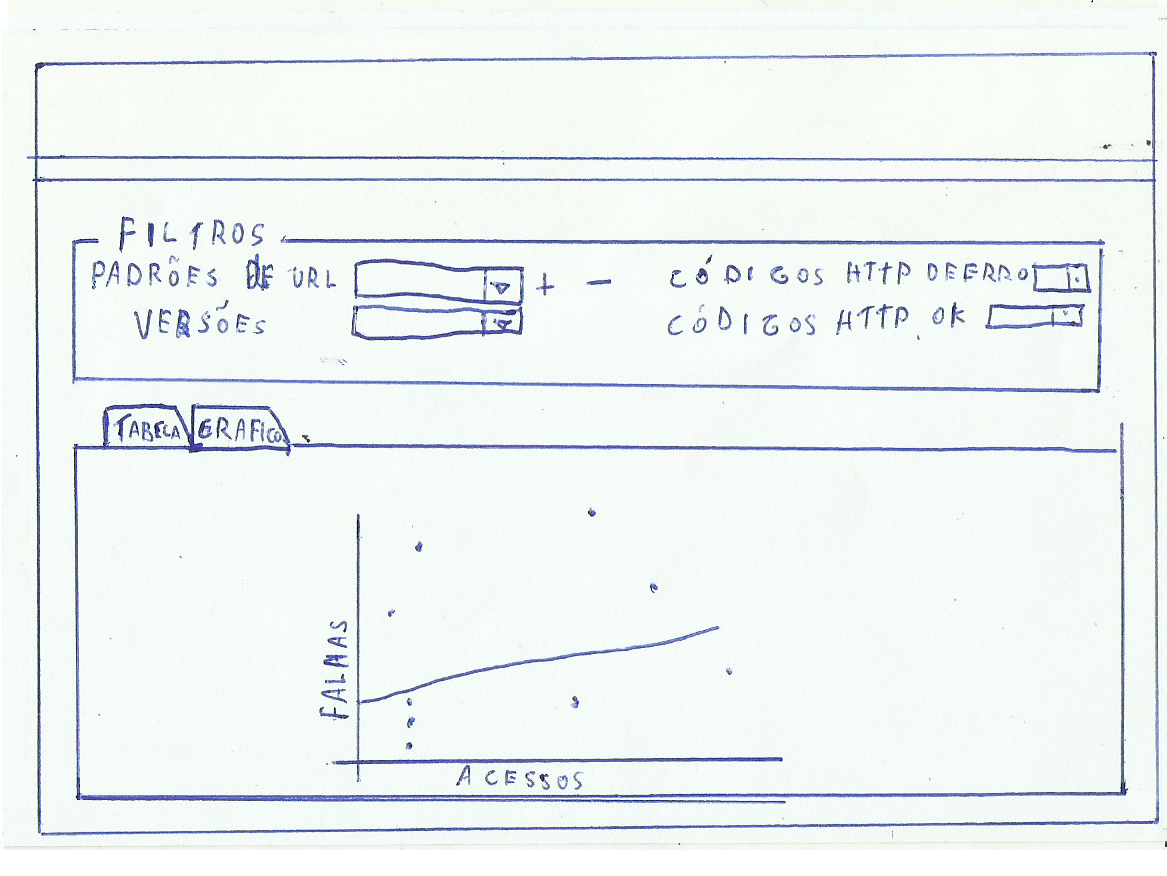 FILTROS
PADRÕES DE URL + - CÓDIGOS HTTP DE ERRO
VERSÕES CÓDIGOS HTTP OK
TABELA GRAFICO
FALHAS
ACESSOS